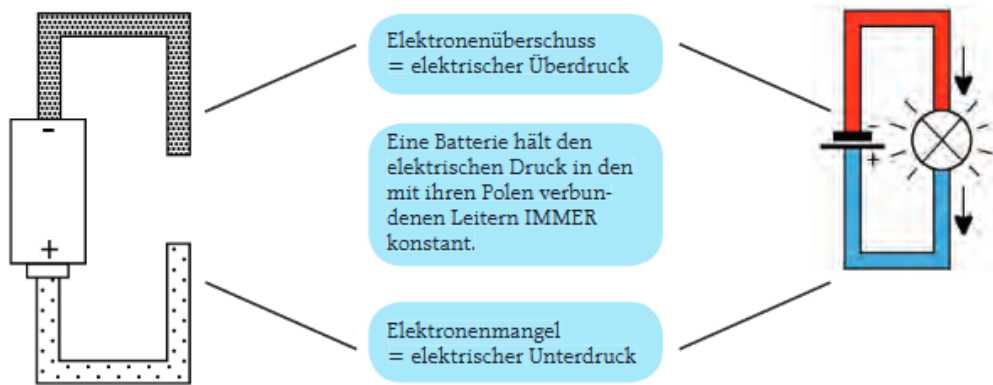 Elektronenüberschuss
= elektrischer Überdruck
-
Eine Batterie hält den
elektrischen Druck in den
mit ihren Polen verbun-
denen Leitern IMMER
konstant.
-
+
+
Elektronenmangel
= elektrischer Unterdruck